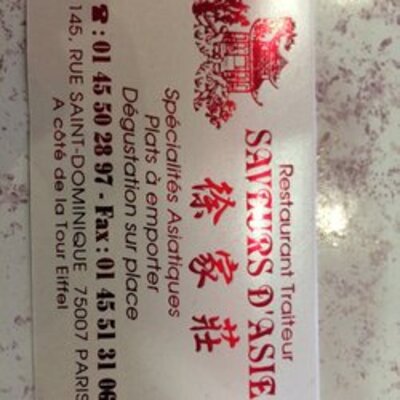 Restaurant Traiteur
SAVEURS D'ASIE
徐家莊
Spécialités Asiatiques
Plats à emporter
Dégustation sur place
☎ : 01 45 50 28 97 - Fax : 01 45 51 31 06
145, RUE SAINT-DOMINIQUE 75007 PARIS
A côté de la Tour Eiffel